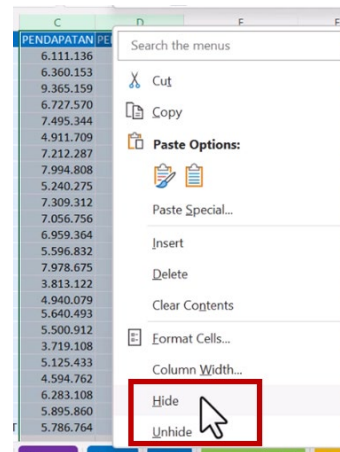 C D E F
PENDAPATAN PE
6.111.136
6.360.153
9.365.159
6.727.570
7.495.344
4.911.709
7.212.287
7.994.808
5.240.275
7.309.312
7.056.756
6.959.364
5.596.832
7.978.675
3.813.122
4.940.079
5.640.493
5.500.912
3.719.108
5.125.433
4.594.762
6.283.108
5.895.860
5.786.764
Search the menus
Cut
Copy
Paste Options:
Paste Special...
Insert
Delete
Clear Contents
Format Cells...
Column Width...
Hide
Unhide